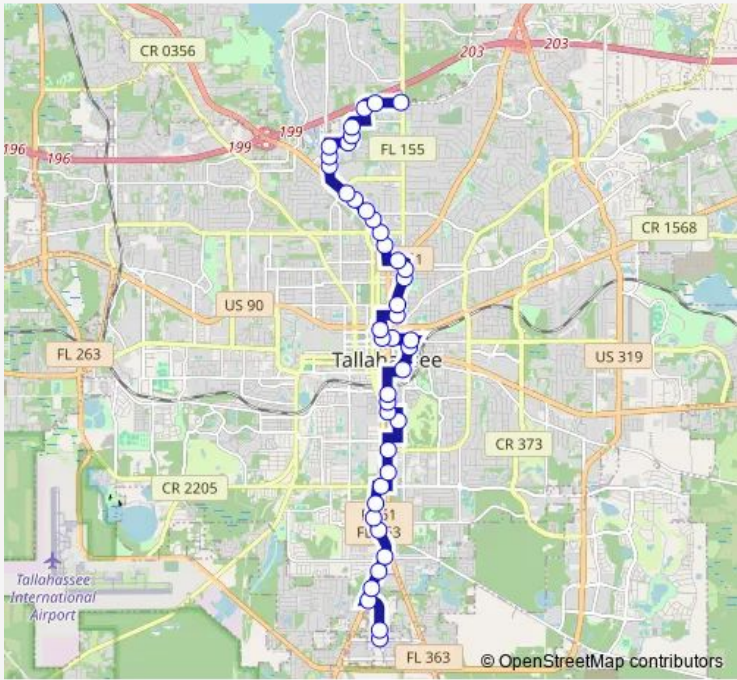 CR 0356
203
203
199
199
196
196
FL 155
CR 1568
US 90
FL 263
Tallahassee
US 319
CR 373
CR 2205
Tallahassee
International
Airport
FL 363
© OpenStreetMap contributors